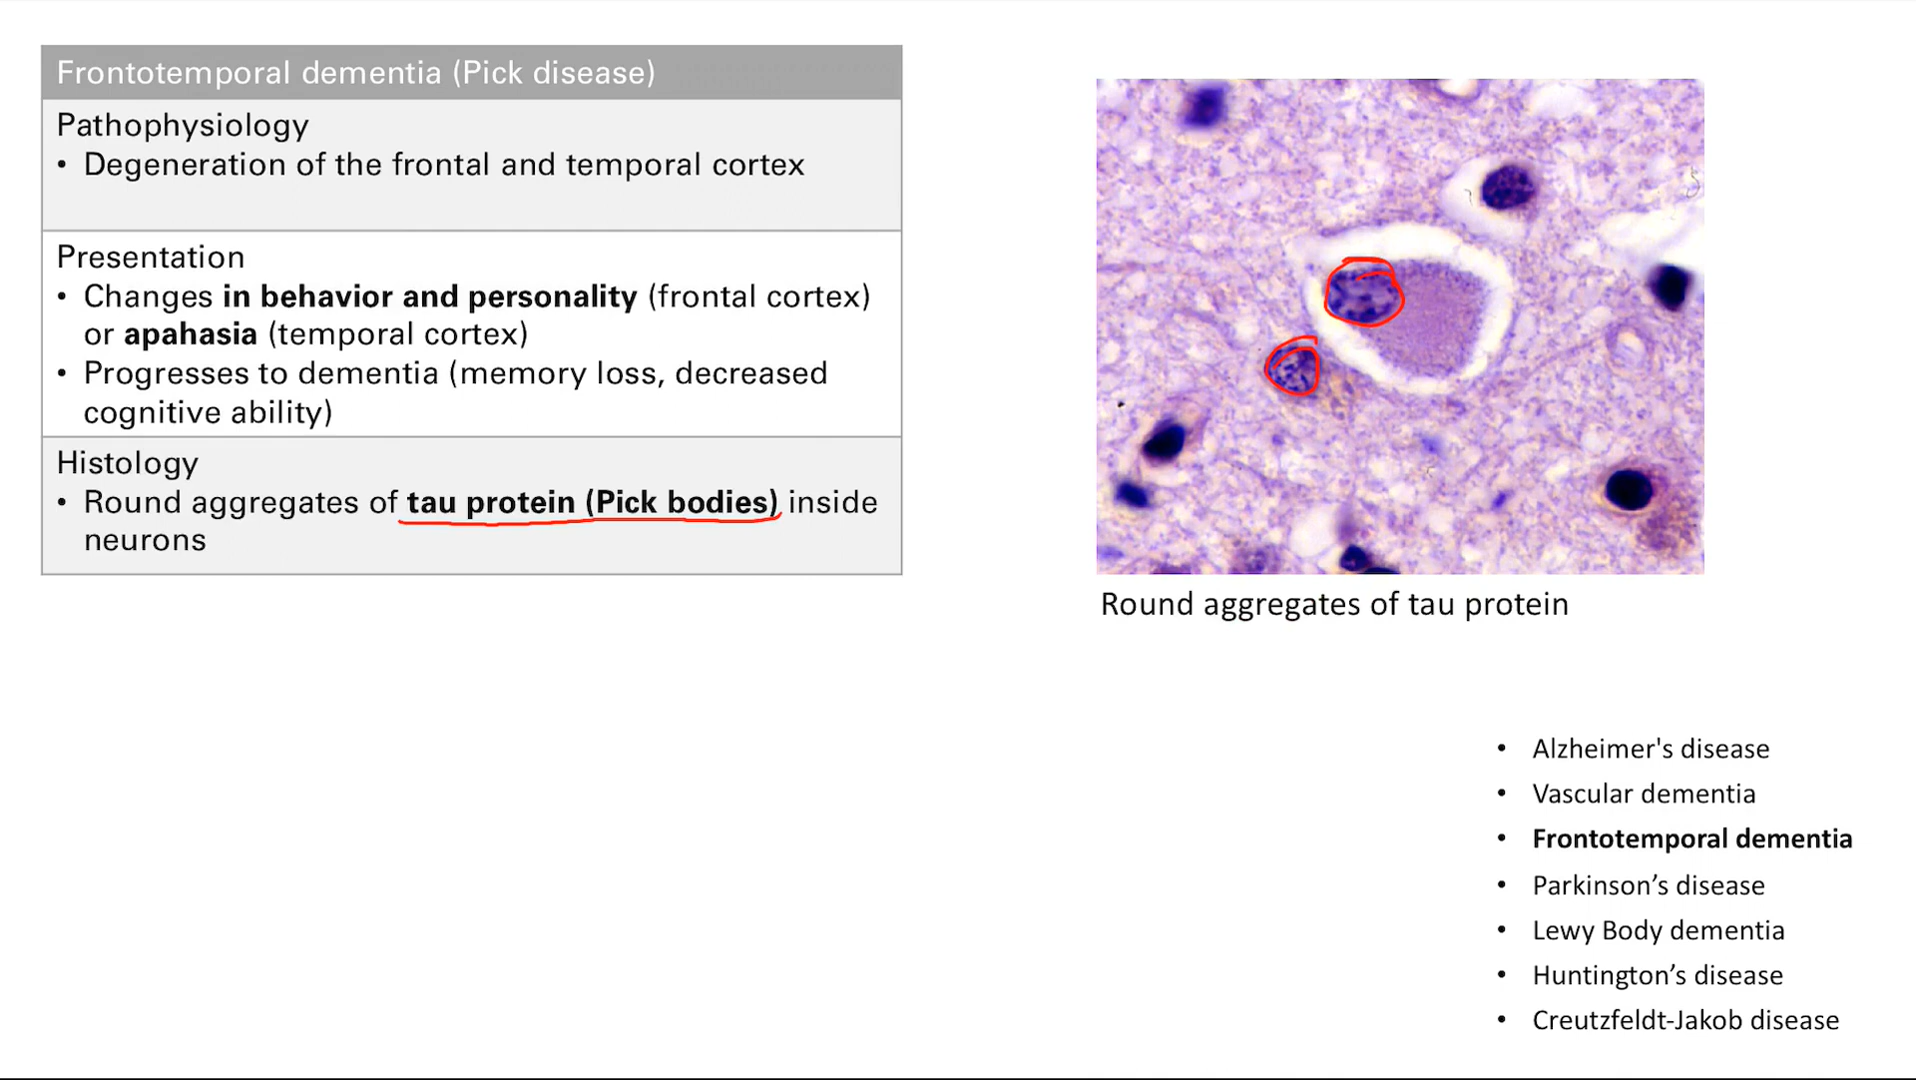 Frontotemporal dementia (Pick disease)
Pathophysiology
• Degeneration of the frontal and temporal cortex
Presentation
• Changes in behavior and personality (frontal cortex)
or apahasia (temporal cortex)
• Progresses to dementia (memory loss, decreased
cognitive ability)
Histology
• Round aggregates of tau protein (Pick bodies) inside
neurons
Round aggregates of tau protein
• Alzheimer's disease
• Vascular dementia
• Frontotemporal dementia
• Parkinson’s disease
• Lewy Body dementia
• Huntington’s disease
• Creutzfeldt-Jakob disease